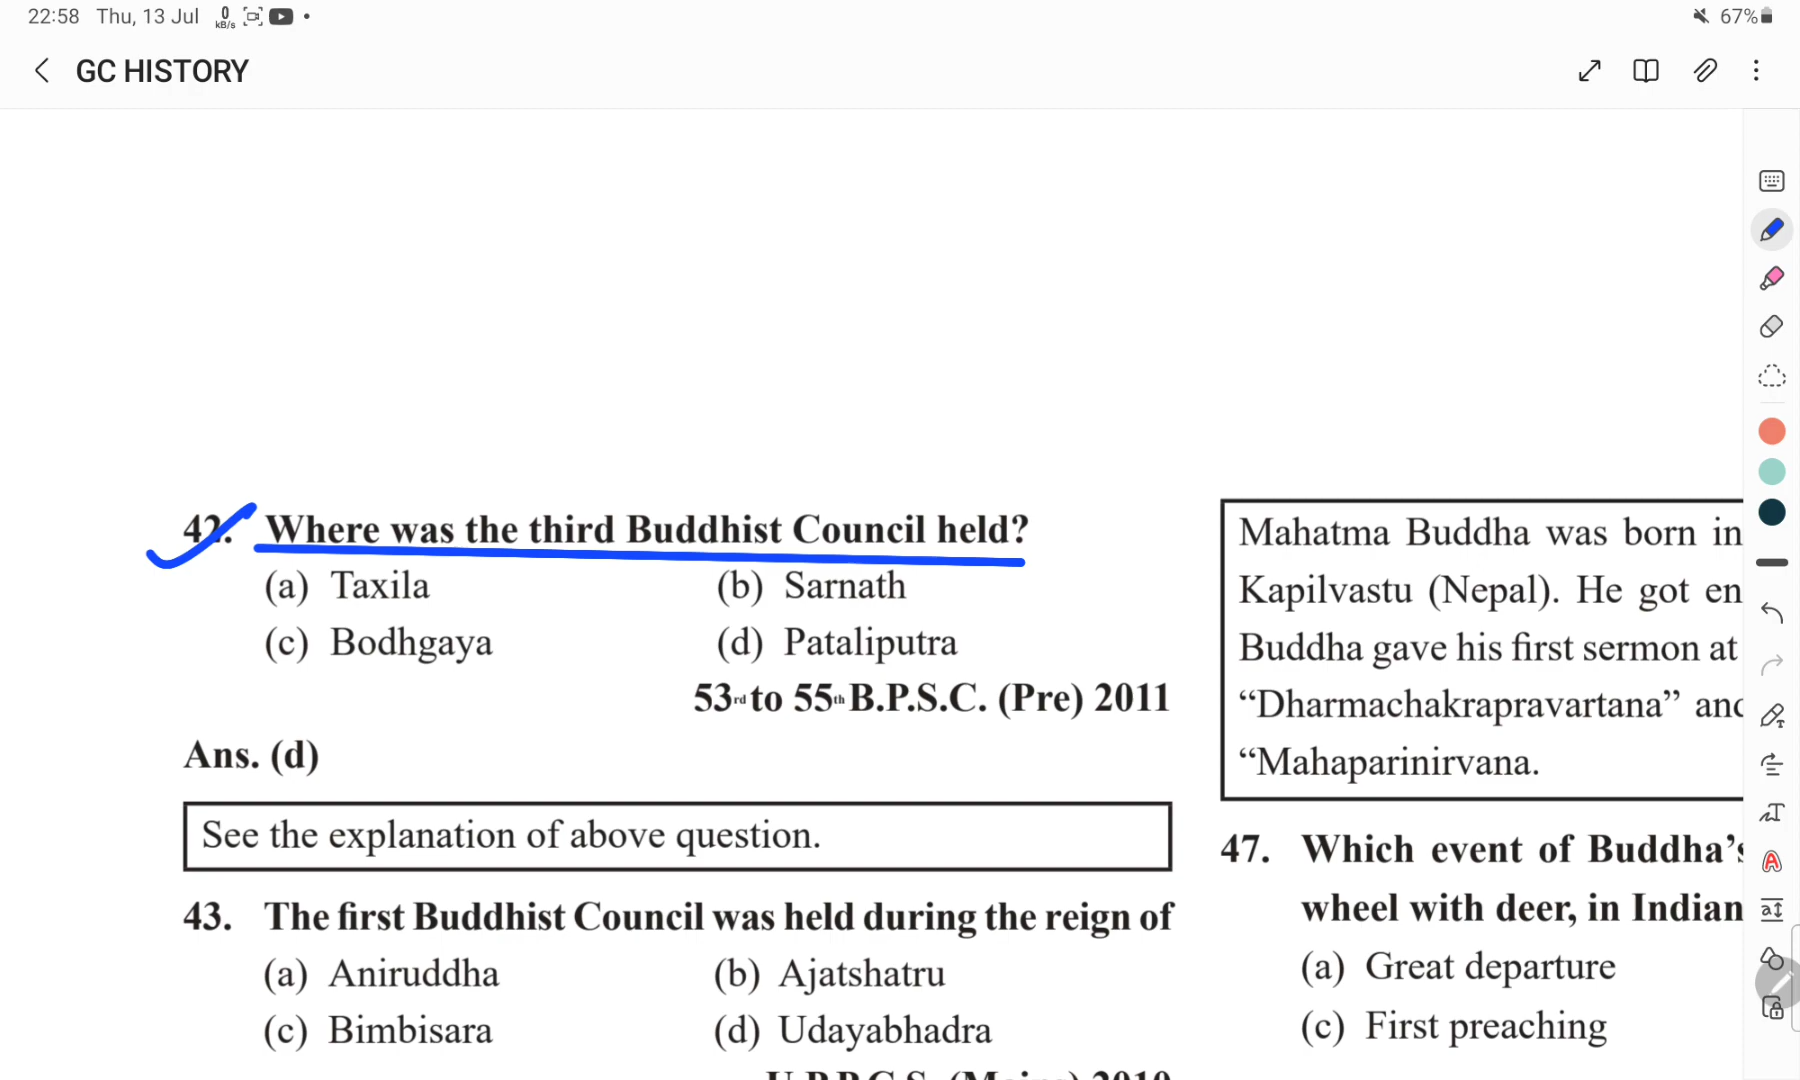 22:58 Thu, 13 Jul 0 kB/s 67%
GC HISTORY
42. Where was the third Buddhist Council held?
(a) Taxila (b) Sarnath
(c) Bodhgaya (d) Pataliputra
53rd to 55th B.P.S.C. (Pre) 2011
Ans. (d)
See the explanation of above question.
43. The first Buddhist Council was held during the reign of
(a) Aniruddha (b) Ajatshatru
(c) Bimbisara (d) Udayabhadra
Mahatma Buddha was born in
Kapilvastu (Nepal). He got en
Buddha gave his first sermon at
“Dharmachakrapravartana” and
“Mahaparinirvana.
47. Which event of Buddha’s
wheel with deer, in Indian
(a) Great departure
(c) First preaching